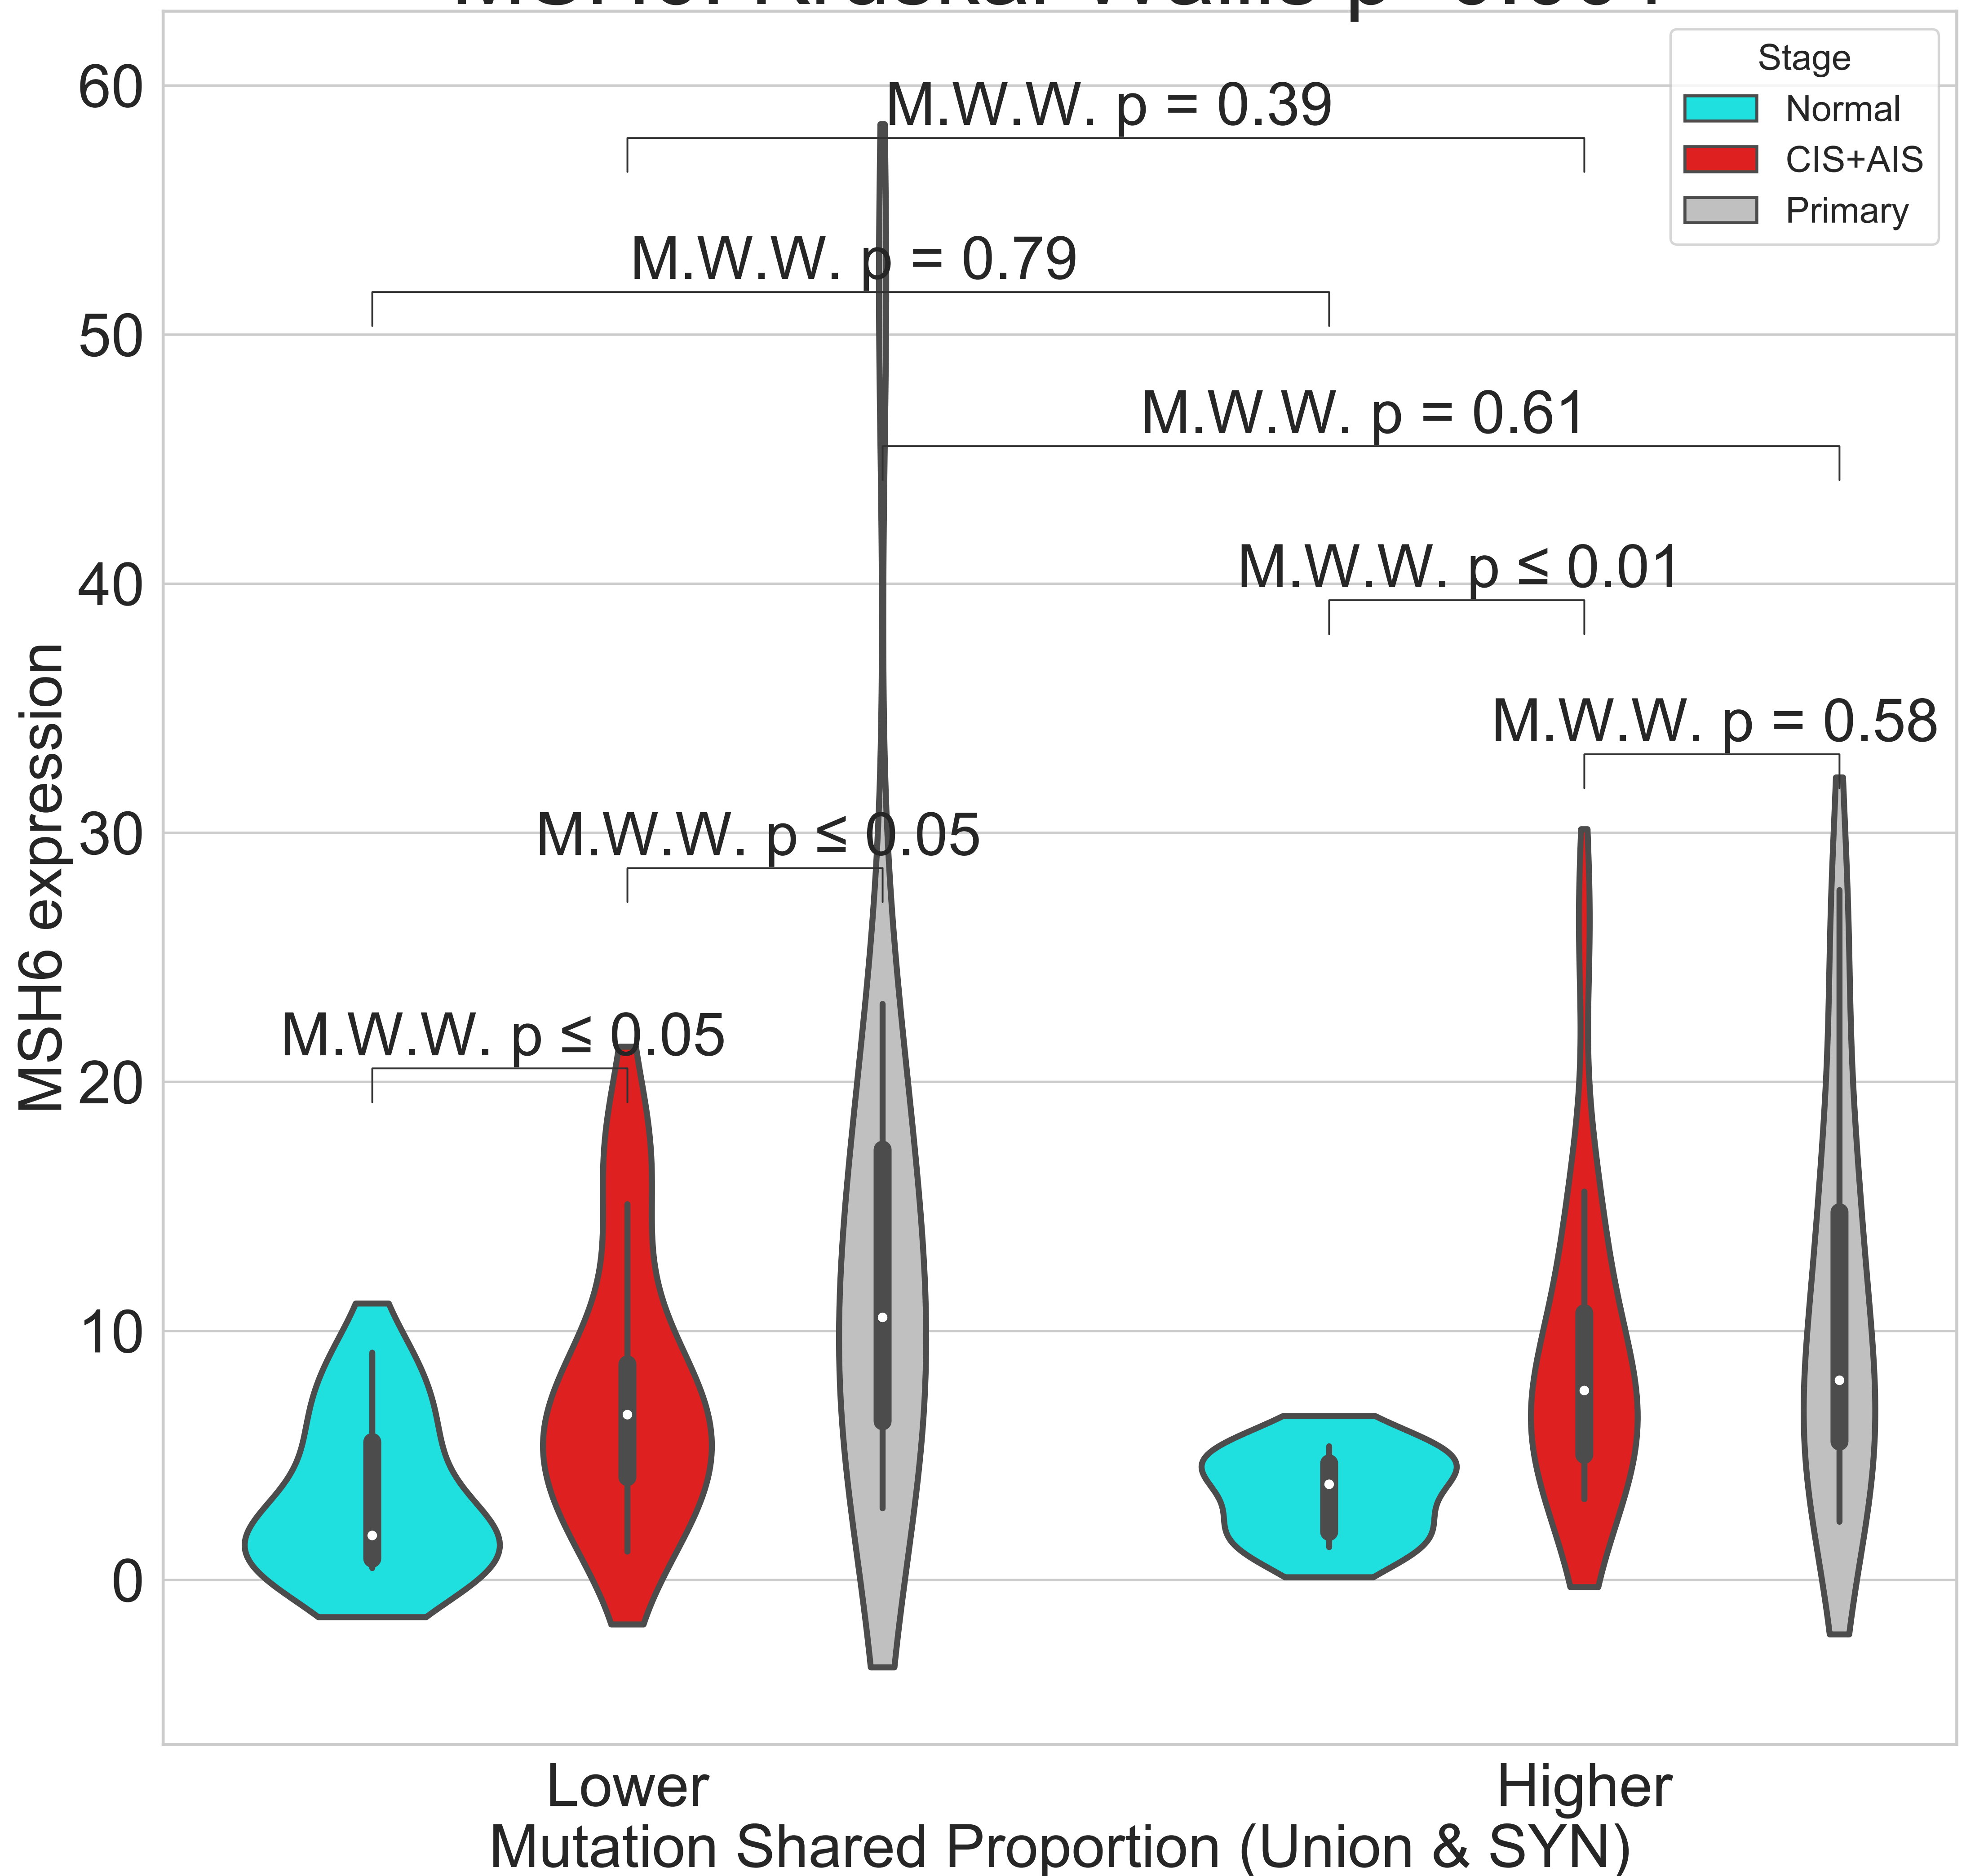 Stage
Normal
CIS+AIS
Primary
60
50
40
30
20
10
0
MSH6 expression
M.W.W. p = 0.39
M.W.W. p = 0.79
M.W.W. p = 0.61
M.W.W. p ≤ 0.01
M.W.W. p = 0.58
M.W.W. p ≤ 0.05
M.W.W. p ≤ 0.05
Lower
Higher
Mutation Shared Proportion (Union & SYN)